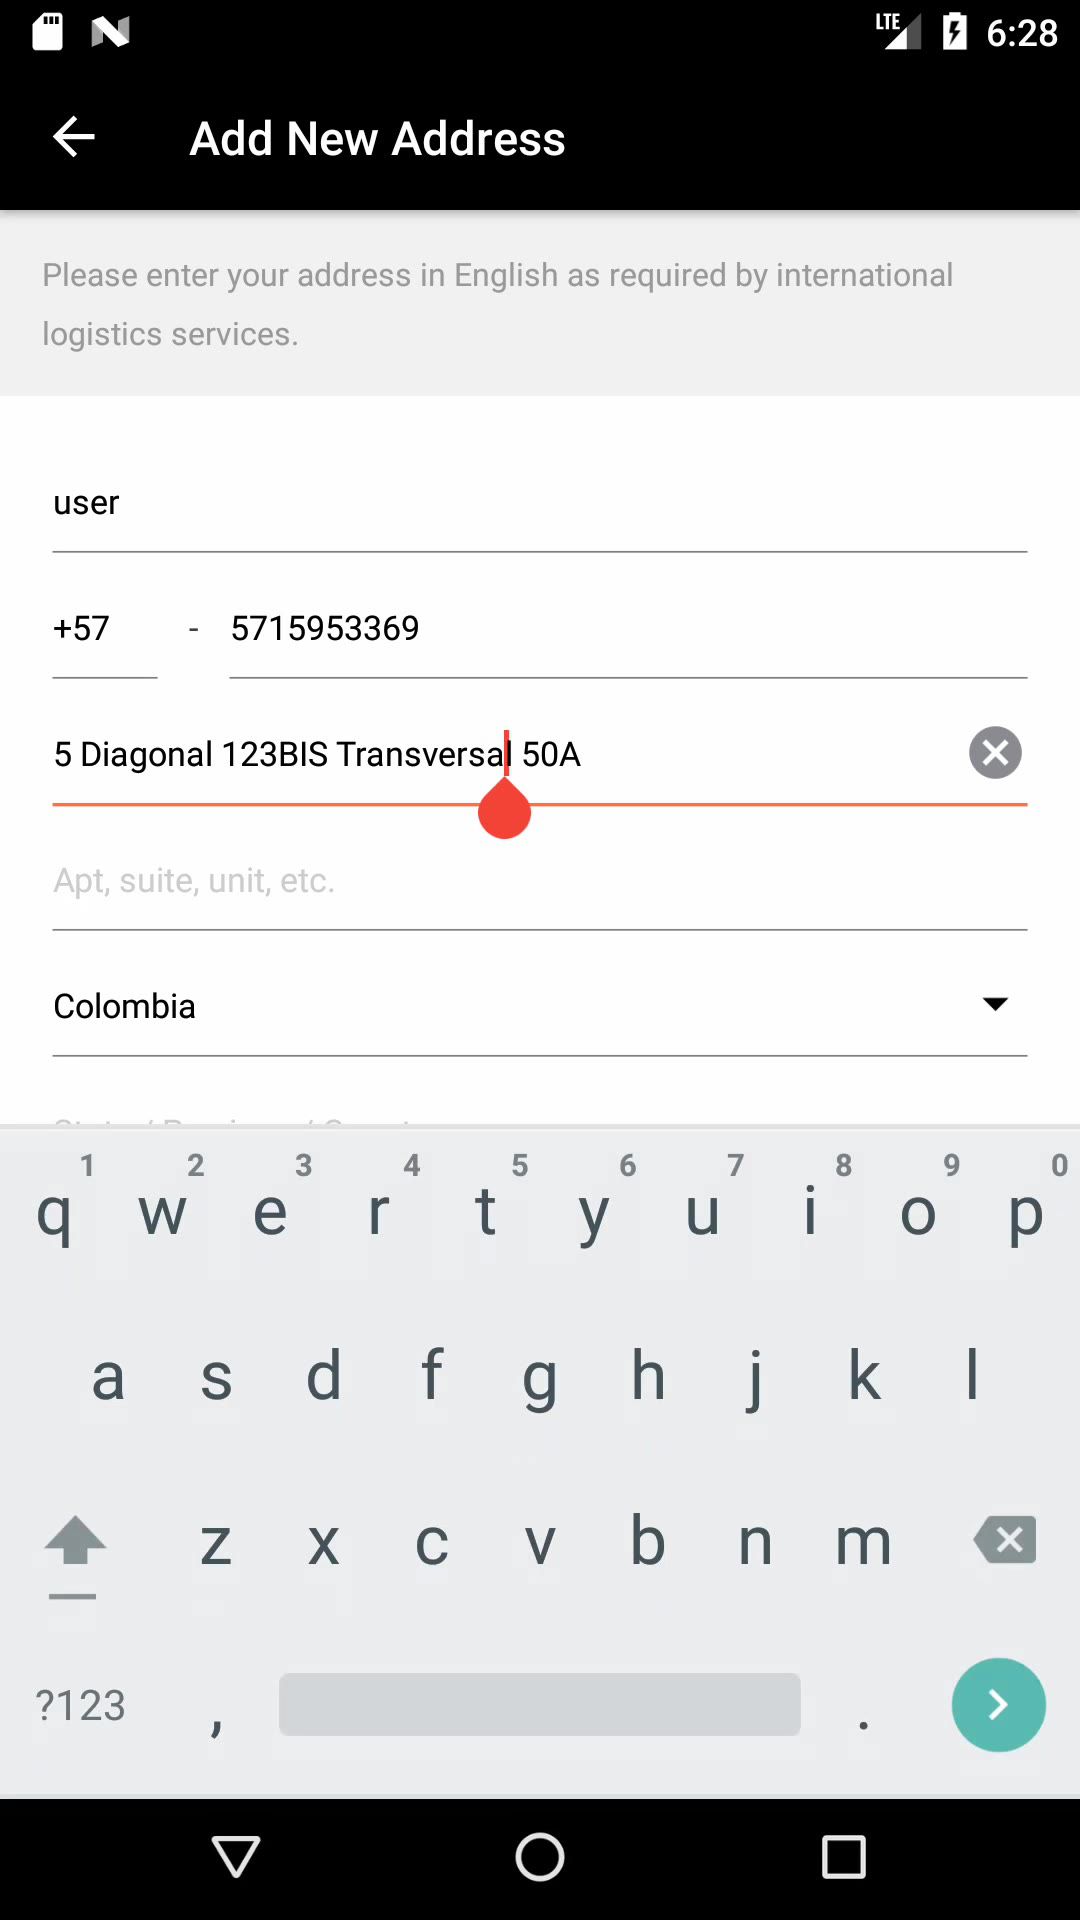 LTE 6:28
Add New Address
Please enter your address in English as required by international
logistics services.
user
+57 - 5715953369
5 Diagonal 123BIS Transversal 50A
Apt, suite, unit, etc.
Colombia
1 2 3 4 5 6 7 8 9 0
q w e r t y u i o p
a s d f g h j k l
z x c v b n m
?123 , .